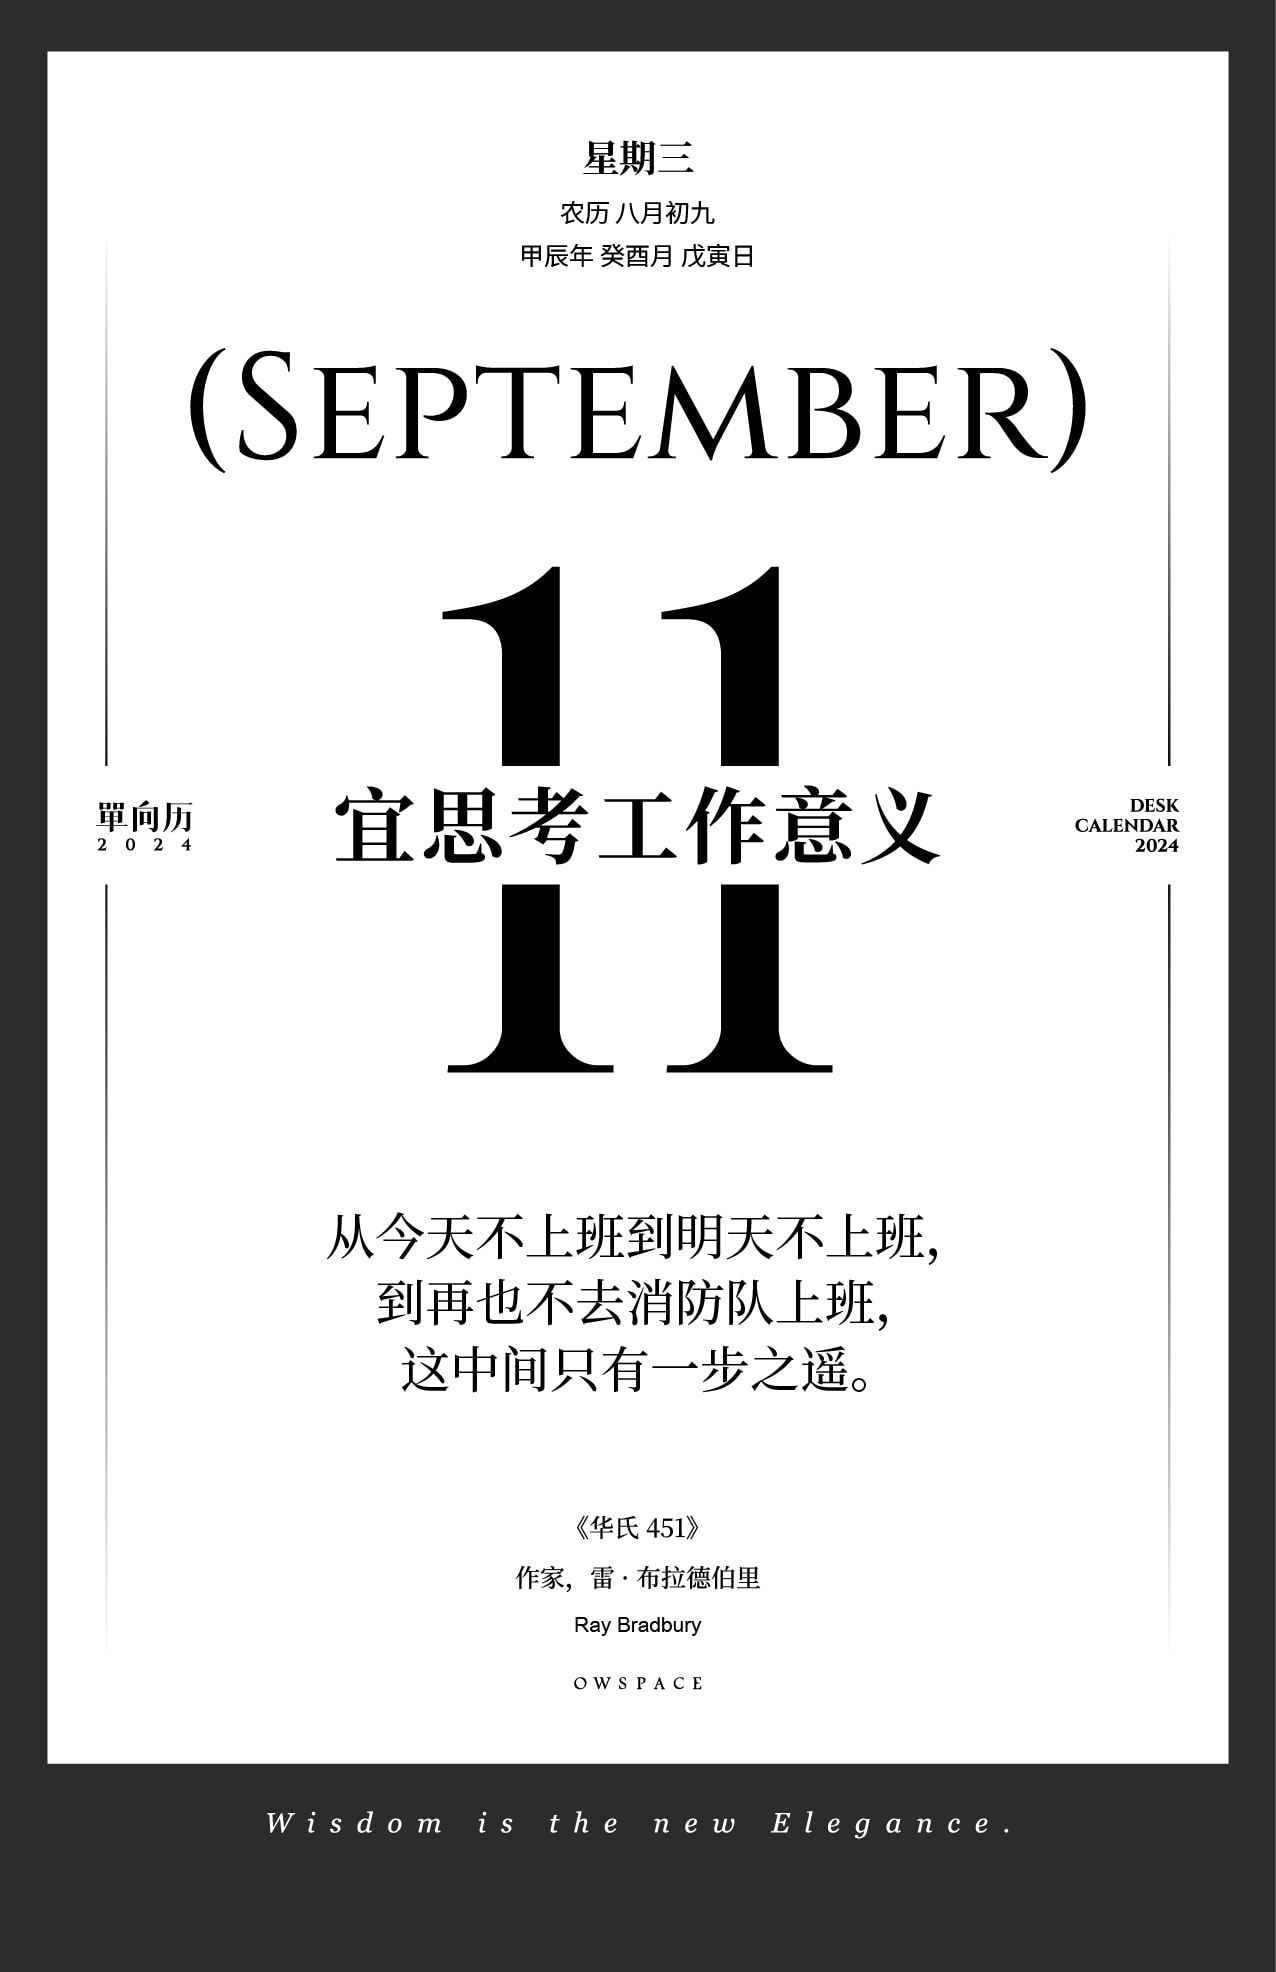 星期三
农历 八月初九
甲辰年 癸酉月 戊寅日
(SEPTEMBER)
11
單向历
2024
宜思考工作意义
DESK
CALENDAR
2024
从今天不上班到明天不上班，
到再也不去消防队上班，
这中间只有一步之遥。
《华氏 451》
作家，雷 · 布拉德伯里
Ray Bradbury
OWSPACE
Wisdom is the new Elegance.